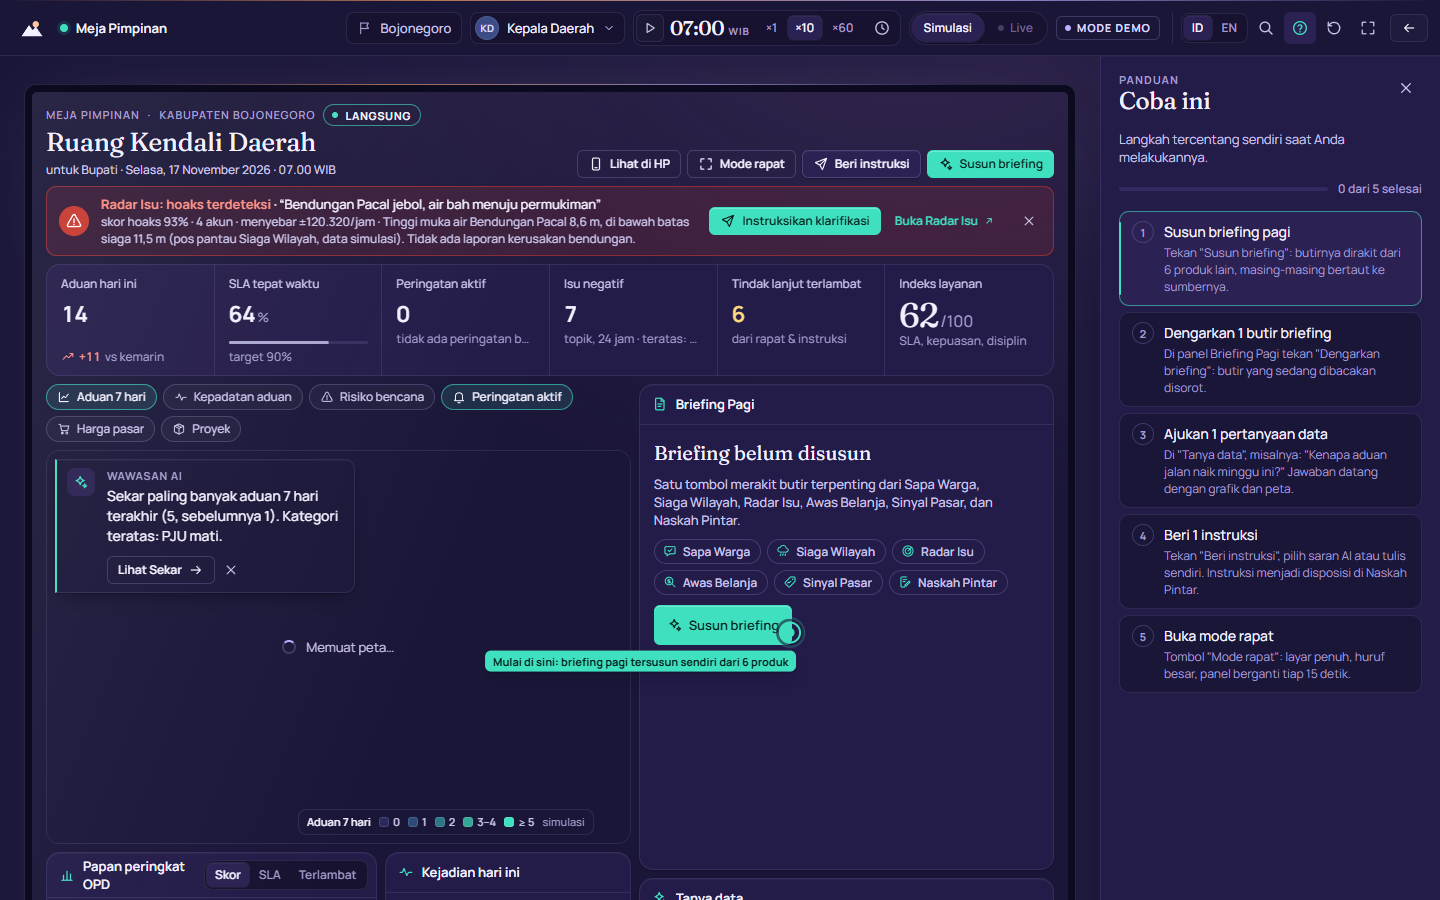 Meja Pimpinan
Bojonegoro
KD Kepala Daerah
07:00 WIB
×1 ×10 ×60
Simulasi Live
MODE DEMO
ID EN
MEJA PIMPINAN · KABUPATEN BOJONEGORO LANGSUNG
Ruang Kendali Daerah
untuk Bupati · Selasa, 17 November 2026 · 07.00 WIB
Lihat di HP
Mode rapat
Beri instruksi
Susun briefing
Radar Isu: hoaks terdeteksi · "Bendungan Pacal jebol, air bah menuju permukiman"
skor hoaks 93% · 4 akun · menyebar ±120.320/jam · Tinggi muka air Bendungan Pacal 8,6 m, di bawah batas
siaga 11,5 m (pos pantau Siaga Wilayah, data simulasi). Tidak ada laporan kerusakan bendungan.
Instruksikan klarifikasi
Buka Radar Isu
Aduan hari ini
14
+11 vs kemarin
SLA tepat waktu
64%
target 90%
Peringatan aktif
0
tidak ada peringatan b...
Isu negatif
7
topik, 24 jam · teratas: ...
Tindak lanjut terlambat
6
dari rapat & instruksi
Indeks layanan
62/100
SLA, kepuasan, disiplin
Aduan 7 hari
Kepadatan aduan
Risiko bencana
Peringatan aktif
Harga pasar
Proyek
WAWASAN AI
Sekar paling banyak aduan 7 hari
terakhir (5, sebelumnya 1). Kategori
teratas: PJU mati.
Lihat Sekar
Memuat peta...
Aduan 7 hari 0 1 2 3–4 ≥ 5 simulasi
Papan peringkat
OPD
Skor SLA Terlambat
Kejadian hari ini
Briefing Pagi
Briefing belum disusun
Satu tombol merakit butir terpenting dari Sapa Warga,
Siaga Wilayah, Radar Isu, Awas Belanja, Sinyal Pasar, dan
Naskah Pintar.
Sapa Warga
Siaga Wilayah
Radar Isu
Awas Belanja
Sinyal Pasar
Naskah Pintar
Susun briefing
Mulai di sini: briefing pagi tersusun sendiri dari 6 produk
Tanya data
PANDUAN
Coba ini
Langkah tercentang sendiri saat Anda
melakukannya.
0 dari 5 selesai
1 Susun briefing pagi
Tekan "Susun briefing": butirnya dirakit dari
6 produk lain, masing-masing bertaut ke
sumbernya.
2 Dengarkan 1 butir briefing
Di panel Briefing Pagi tekan "Dengarkan
briefing": butir yang sedang dibacakan
disorot.
3 Ajukan 1 pertanyaan data
Di "Tanya data", misalnya: "Kenapa aduan
jalan naik minggu ini?" Jawaban datang
dengan grafik dan peta.
4 Beri 1 instruksi
Tekan "Beri instruksi", pilih saran AI atau tulis
sendiri. Instruksi menjadi disposisi di Naskah
Pintar.
5 Buka mode rapat
Tombol "Mode rapat": layar penuh, huruf
besar, panel berganti tiap 15 detik.